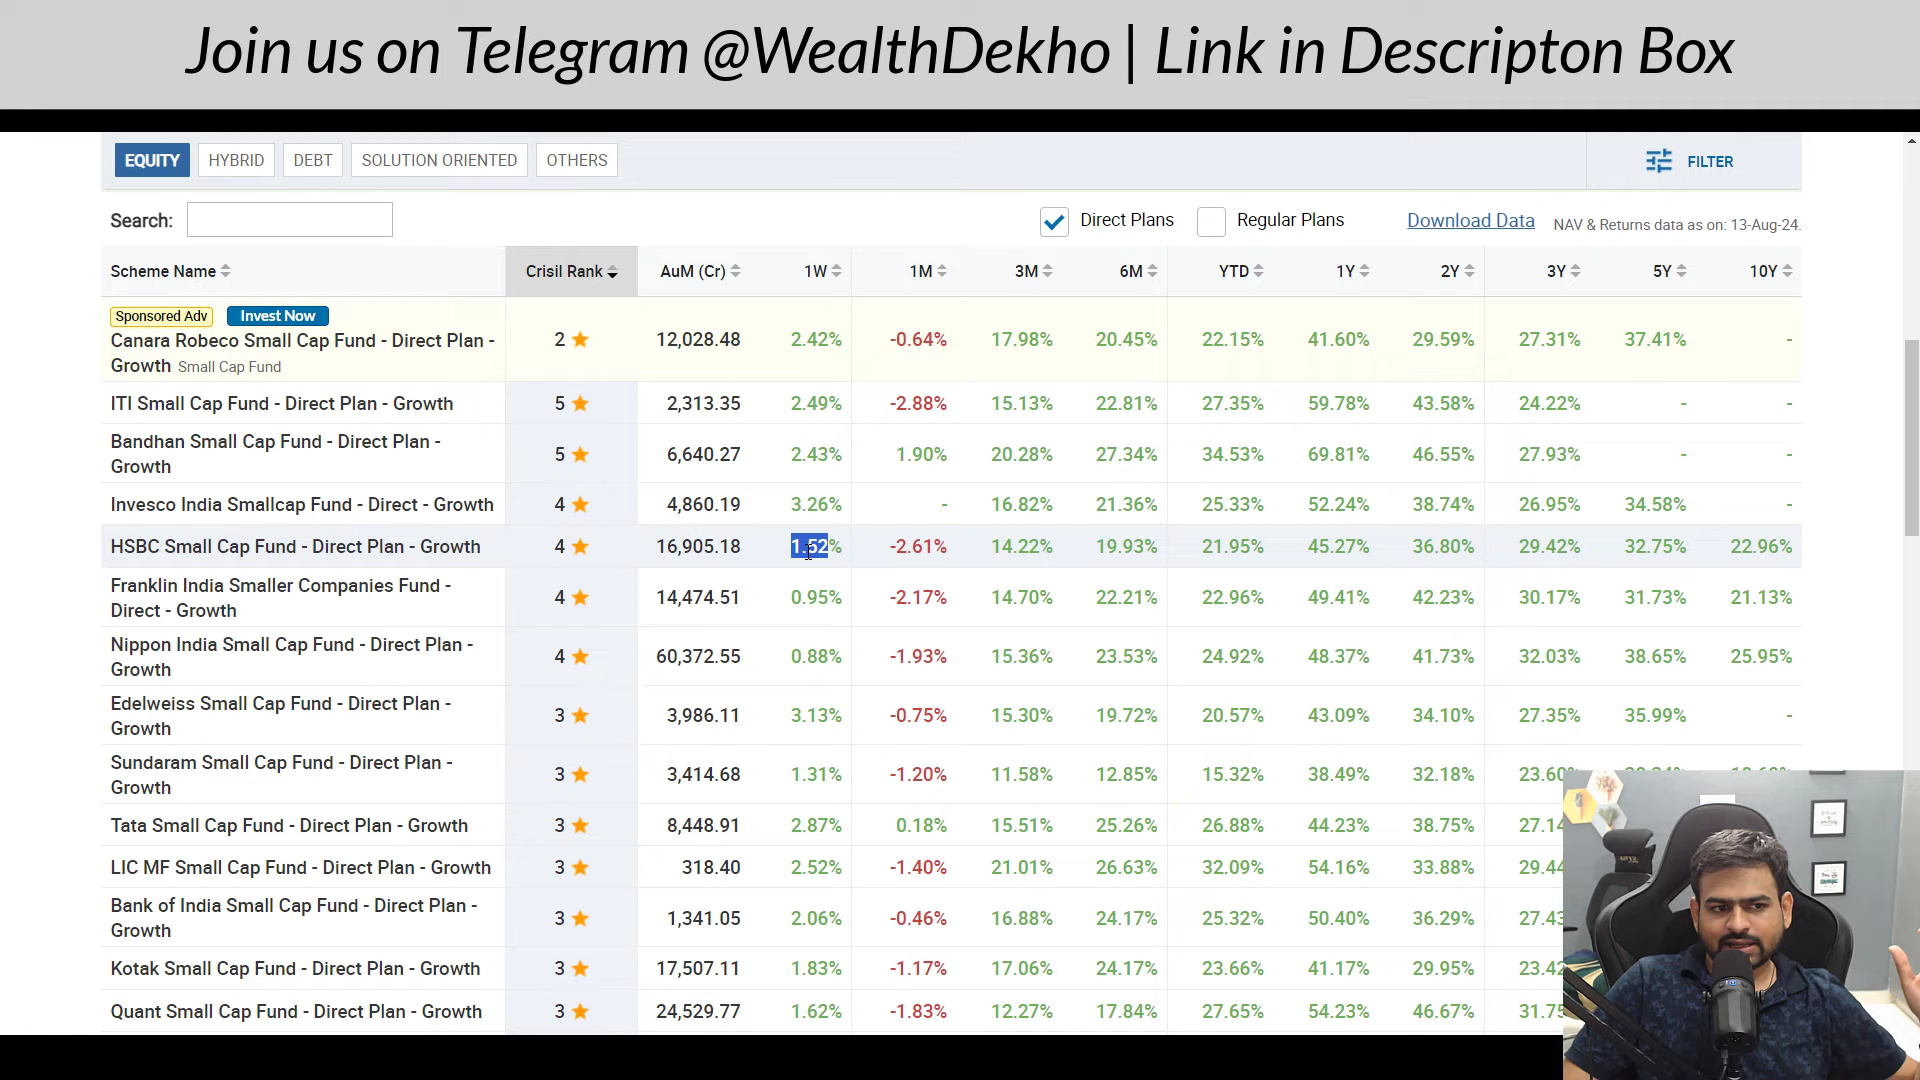 Join us on Telegram @WealthDekho | Link in Descripton Box
EQUITY HYBRID DEBT SOLUTION ORIENTED OTHERS FILTER
Search: Direct Plans Regular Plans Download Data NAV & Returns data as on: 13-Aug-24.
Scheme Name Crisil Rank AuM (Cr) 1W 1M 3M 6M YTD 1Y 2Y 3Y 5Y 10Y
Sponsored Adv Invest Now
Canara Robeco Small Cap Fund - Direct Plan - 2 12,028.48 2.42% -0.64% 17.98% 20.45% 22.15% 41.60% 29.59% 27.31% 37.41% -
Growth Small Cap Fund
ITI Small Cap Fund - Direct Plan - Growth 5 2,313.35 2.49% -2.88% 15.13% 22.81% 27.35% 59.78% 43.58% 24.22% - -
Bandhan Small Cap Fund - Direct Plan - 5 6,640.27 2.43% 1.90% 20.28% 27.34% 34.53% 69.81% 46.55% 27.93% - -
Growth
Invesco India Smallcap Fund - Direct - Growth 4 4,860.19 3.26% - 16.82% 21.36% 25.33% 52.24% 38.74% 26.95% 34.58% -
HSBC Small Cap Fund - Direct Plan - Growth 4 16,905.18 1.52% -2.61% 14.22% 19.93% 21.95% 45.27% 36.80% 29.42% 32.75% 22.96%
Franklin India Smaller Companies Fund - 4 14,474.51 0.95% -2.17% 14.70% 22.21% 22.96% 49.41% 42.23% 30.17% 31.73% 21.13%
Direct - Growth
Nippon India Small Cap Fund - Direct Plan - 4 60,372.55 0.88% -1.93% 15.36% 23.53% 24.92% 48.37% 41.73% 32.03% 38.65% 25.95%
Growth
Edelweiss Small Cap Fund - Direct Plan - 3 3,986.11 3.13% -0.75% 15.30% 19.72% 20.57% 43.09% 34.10% 27.35% 35.99% -
Growth
Sundaram Small Cap Fund - Direct Plan - 3 3,414.68 1.31% -1.20% 11.58% 12.85% 15.32% 38.49% 32.18% 23.60%
Growth
Tata Small Cap Fund - Direct Plan - Growth 3 8,448.91 2.87% 0.18% 15.51% 25.26% 26.88% 44.23% 38.75% 27.14
LIC MF Small Cap Fund - Direct Plan - Growth 3 318.40 2.52% -1.40% 21.01% 26.63% 32.09% 54.16% 33.88% 29.44
Bank of India Small Cap Fund - Direct Plan - 3 1,341.05 2.06% -0.46% 16.88% 24.17% 25.32% 50.40% 36.29% 27.43
Growth
Kotak Small Cap Fund - Direct Plan - Growth 3 17,507.11 1.83% -1.17% 17.06% 24.17% 23.66% 41.17% 29.95% 23.42
Quant Small Cap Fund - Direct Plan - Growth 3 24,529.77 1.62% -1.83% 12.27% 17.84% 27.65% 54.23% 46.67% 31.75